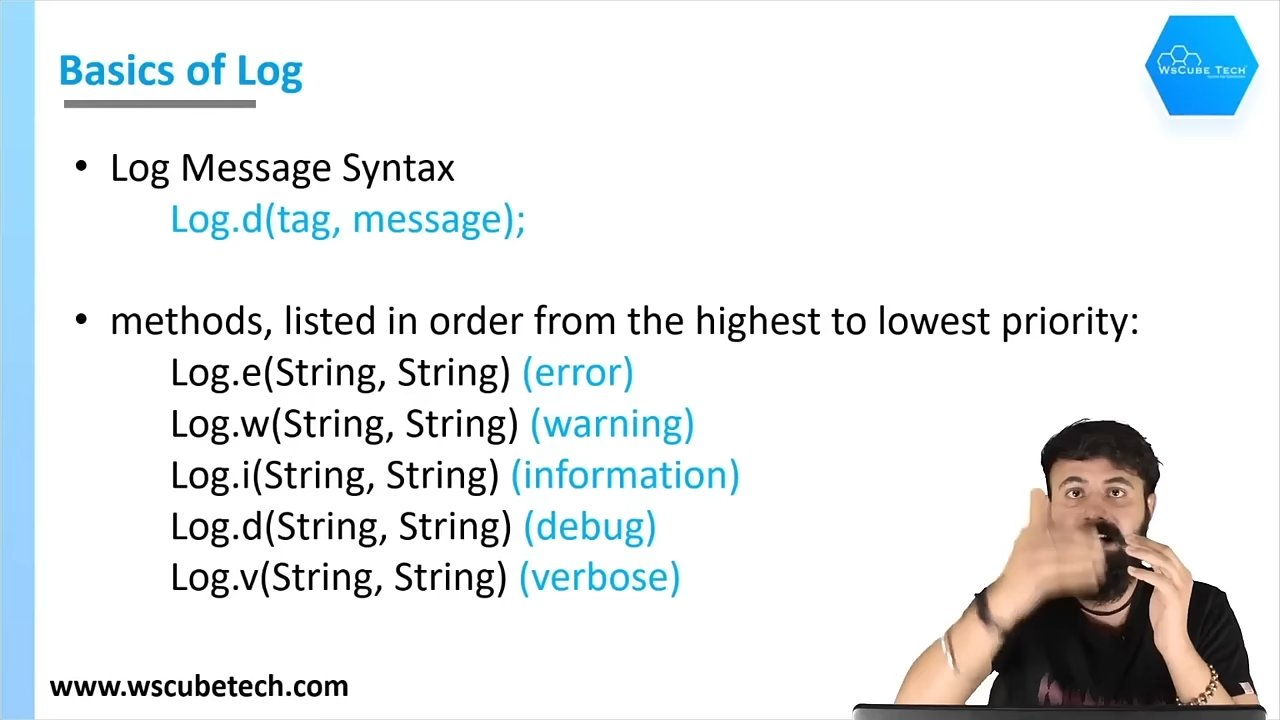 Basics of Log
WsCube Tech
• Log Message Syntax
Log.d(tag, message);
• methods, listed in order from the highest to lowest priority:
Log.e(String, String) (error)
Log.w(String, String) (warning)
Log.i(String, String) (information)
Log.d(String, String) (debug)
Log.v(String, String) (verbose)
www.wscubetech.com